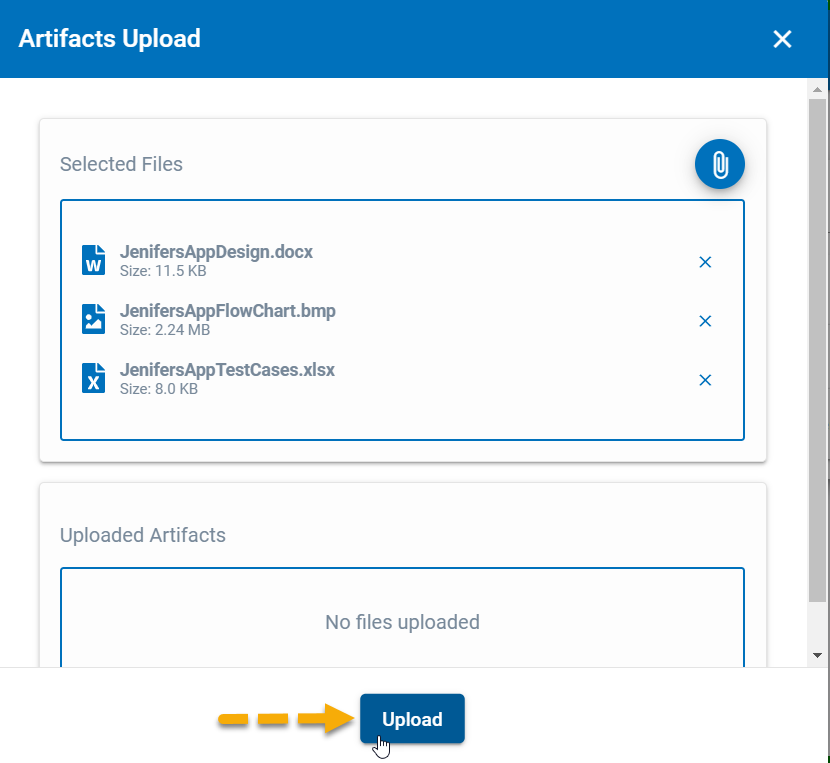 Artifacts Upload
Selected Files
W
JenifersAppDesign.docx
Size: 11.5 KB
JenifersAppFlowChart.bmp
Size: 2.24 MB
X
JenifersAppTestCases.xlsx
Size: 8.0 KB
Uploaded Artifacts
No files uploaded
Upload